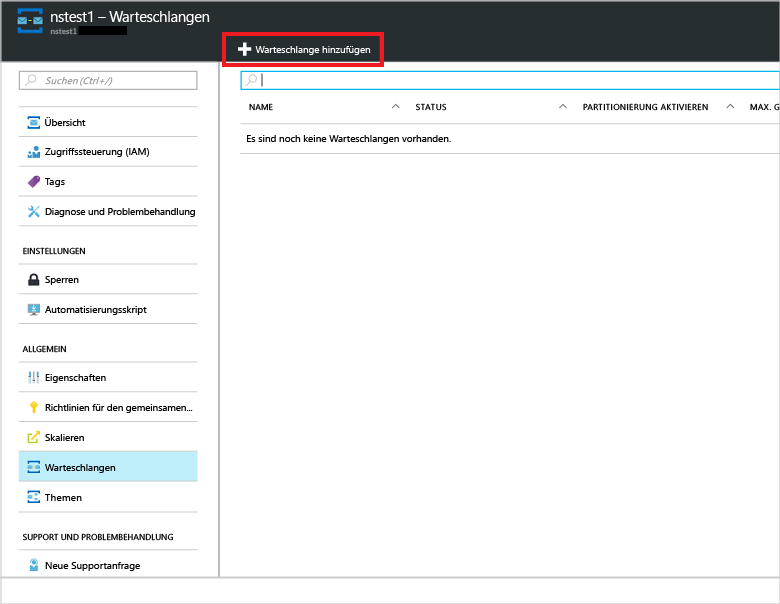 nstest1 – Warteschlangen
nstest1
Warteschlange hinzufügen
Suchen (Ctrl+/)
Übersicht
Zugriffssteuerung (IAM)
Tags
Diagnose und Problembehandlung
EINSTELLUNGEN
Sperren
Automatisierungsskript
ALLGEMEIN
Eigenschaften
Richtlinien für den gemeinsamen...
Skalieren
Warteschlangen
Themen
SUPPORT UND PROBLEMBEHANDLUNG
Neue Supportanfrage
NAME STATUS PARTITIONIERUNG AKTIVIEREN MAX. G
Es sind noch keine Warteschlangen vorhanden.